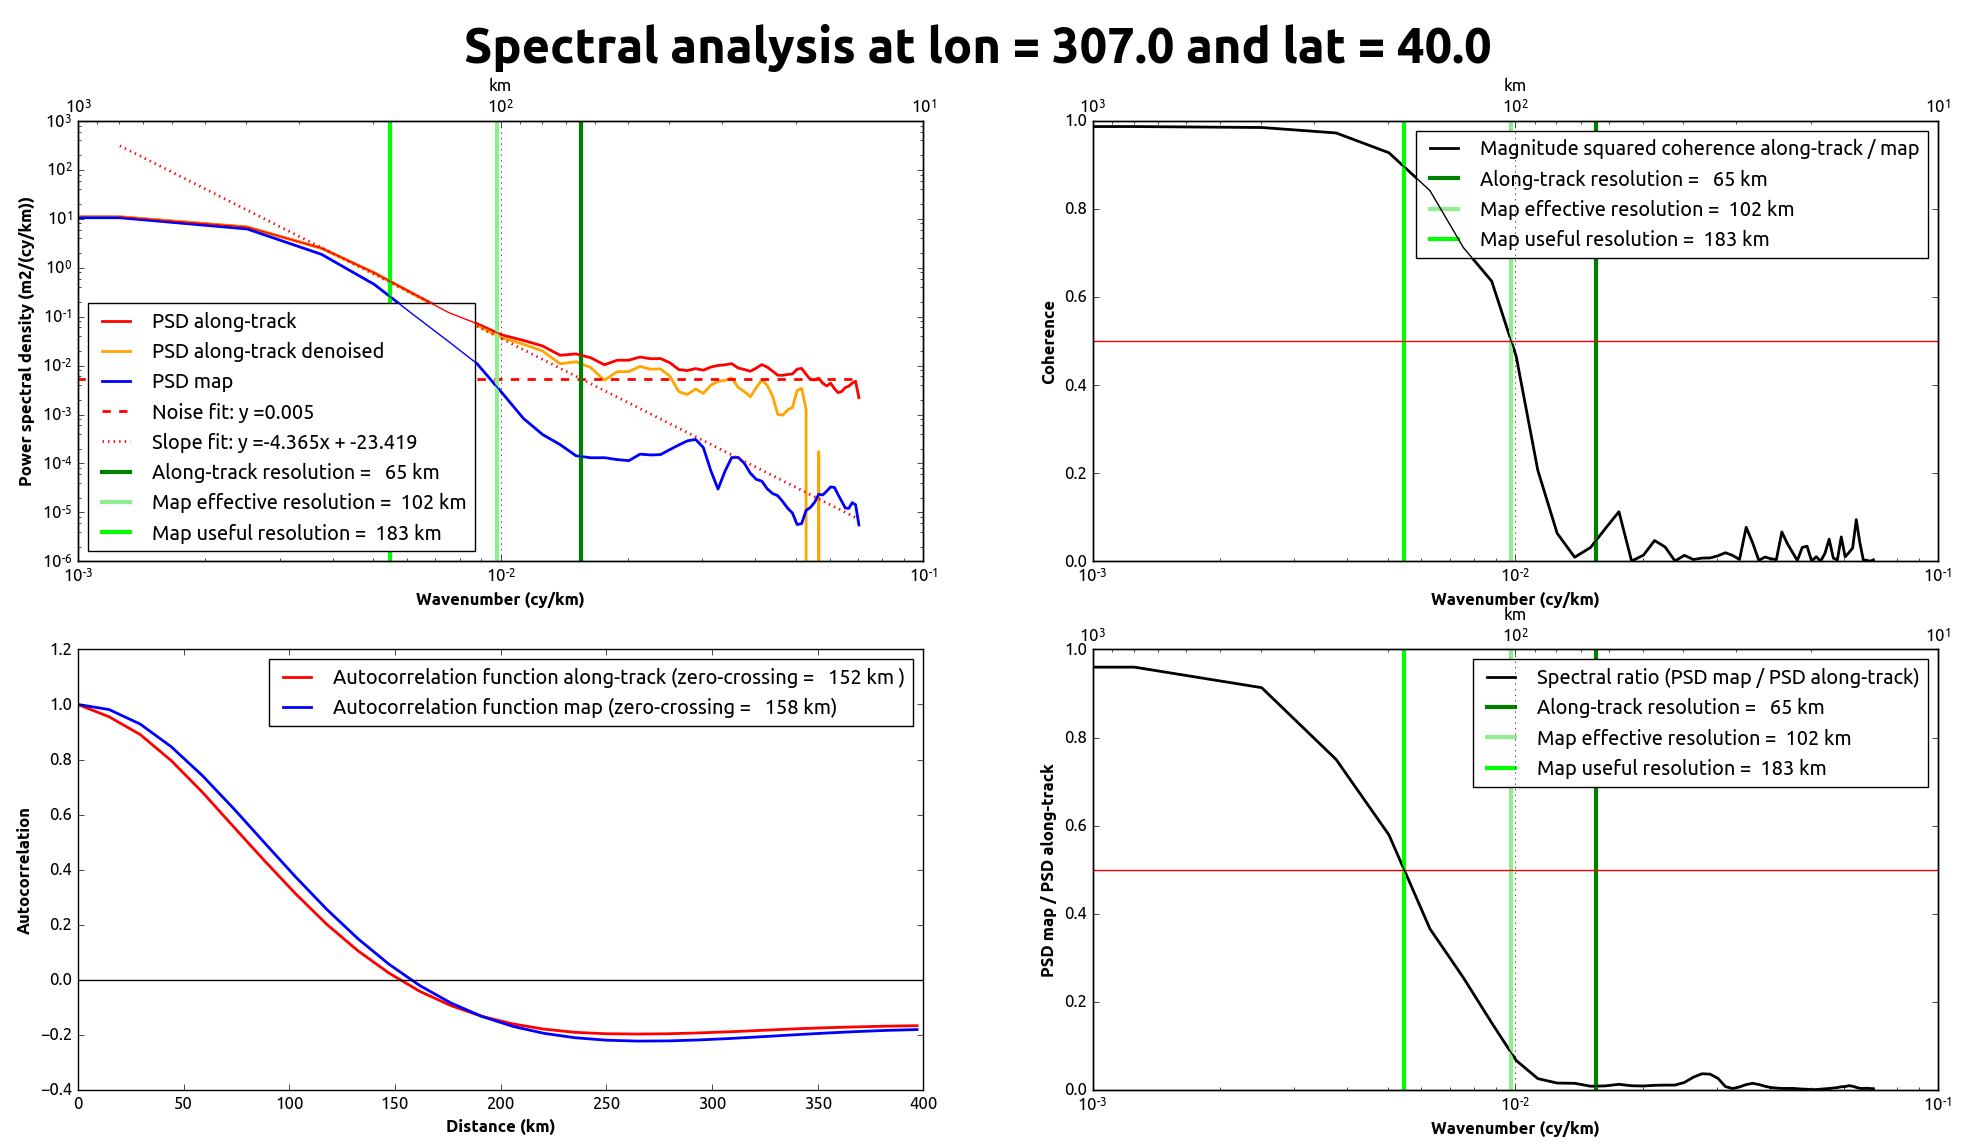 Spectral analysis at lon = 307.0 and lat = 40.0
km
10³ 10² 10¹
10³
10²
10¹
10⁰
10⁻¹
10⁻²
10⁻³
10⁻⁴
10⁻⁵
10⁻⁶
Power spectral density (m2/(cy/km))
PSD along-track
PSD along-track denoised
PSD map
Noise fit: y =0.005
Slope fit: y =-4.365x + -23.419
Along-track resolution = 65 km
Map effective resolution = 102 km
Map useful resolution = 183 km
10⁻³ 10⁻² 10⁻¹
Wavenumber (cy/km)
km
10³ 10² 10¹
1.0
0.8
0.6
0.4
0.2
0.0
Coherence
Magnitude squared coherence along-track / map
Along-track resolution = 65 km
Map effective resolution = 102 km
Map useful resolution = 183 km
10⁻³ 10⁻² 10⁻¹
Wavenumber (cy/km)
1.2
1.0
0.8
0.6
0.4
0.2
0.0
−0.2
−0.4
Autocorrelation
Autocorrelation function along-track (zero-crossing = 152 km )
Autocorrelation function map (zero-crossing = 158 km)
0 50 100 150 200 250 300 350 400
Distance (km)
km
10³ 10² 10¹
1.0
0.8
0.6
0.4
0.2
0.0
PSD map / PSD along-track
Spectral ratio (PSD map / PSD along-track)
Along-track resolution = 65 km
Map effective resolution = 102 km
Map useful resolution = 183 km
10⁻³ 10⁻² 10⁻¹
Wavenumber (cy/km)